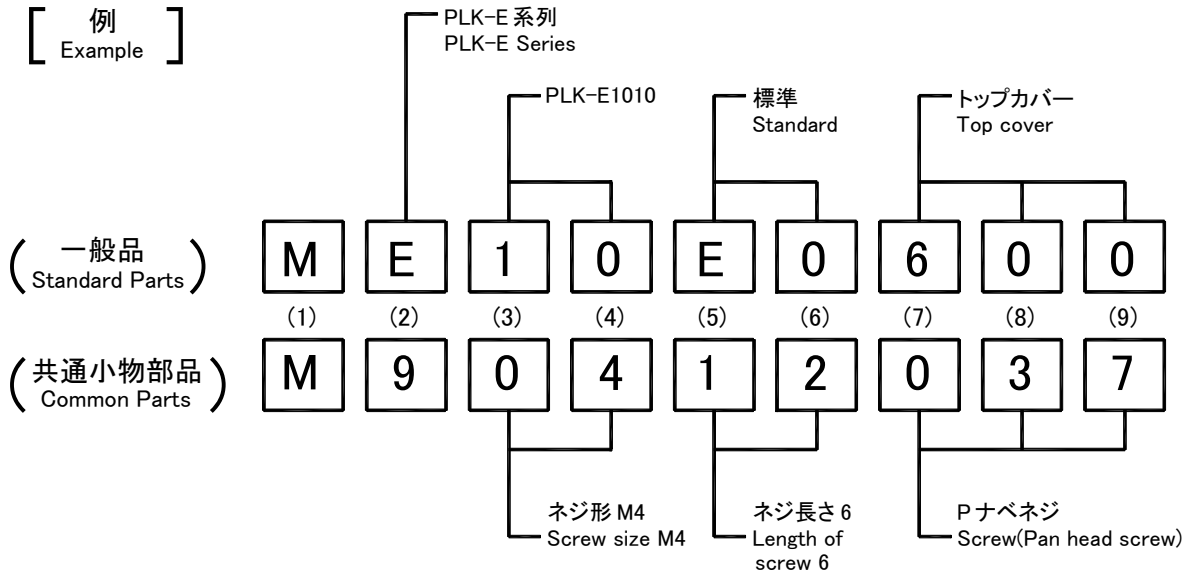 例
Example
PLK-E系列
PLK-E Series
PLK-E1010
標準
Standard
トップカバー
Top cover
一般品
Standard Parts
M E 1 0 E 0 6 0 0
(1) (2) (3) (4) (5) (6) (7) (8) (9)
共通小物部品
Common Parts
M 9 0 4 1 2 0 3 7
ネジ形 M4
Screw size M4
ネジ長さ 6
Length of
screw 6
Pナベネジ
Screw(Pan head screw)